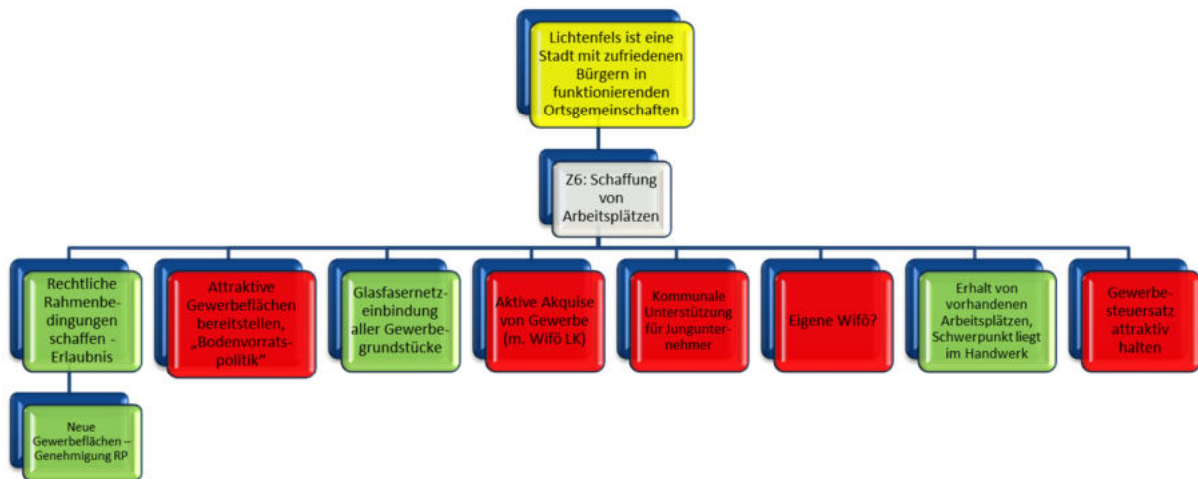 Lichtenfels ist eine
Stadt mit zufriedenen
Bürgern in
funktionierenden
Ortsgemeinschaften
Z6: Schaffung
von
Arbeitsplätzen
Rechtliche
Rahmenbe-
dingungen
schaffen -
Erlaubnis
Attraktive
Gewerbeflächen
bereitstellen,
„Bodenvorrats-
politik“
Glasfasernetz-
einbindung
aller Gewerbe-
grundstücke
Aktive Akquise
von Gewerbe
(m. Wifö LK)
Kommunale
Unterstützung
für Jungunter-
nehmer
Eigene Wifö?
Erhalt von
vorhandenen
Arbeitsplätzen,
Schwerpunkt liegt
im Handwerk
Gewerbe-
steuersatz
attraktiv
halten
Neue
Gewerbeflächen –
Genehmigung RP